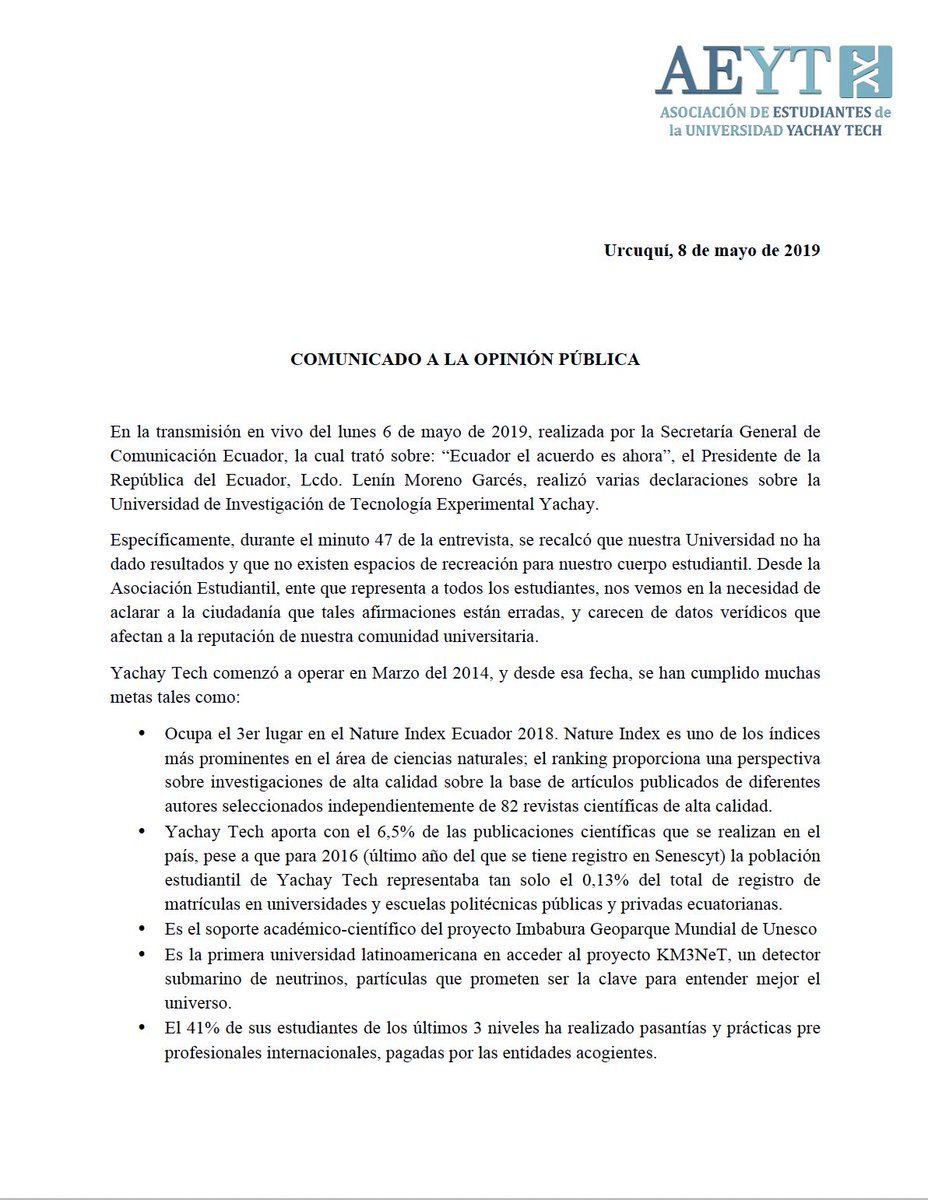 AEYT
ASOCIACIÓN DE ESTUDIANTES de
la UNIVERSIDAD YACHAY TECH
Urcuquí, 8 de mayo de 2019
COMUNICADO A LA OPINIÓN PÚBLICA
En la transmisión en vivo del lunes 6 de mayo de 2019, realizada por la Secretaría General de
Comunicación Ecuador, la cual trató sobre: “Ecuador el acuerdo es ahora”, el Presidente de la
República del Ecuador, Lcdo. Lenín Moreno Garcés, realizó varias declaraciones sobre la
Universidad de Investigación de Tecnología Experimental Yachay.
Específicamente, durante el minuto 47 de la entrevista, se recalcó que nuestra Universidad no ha
dado resultados y que no existen espacios de recreación para nuestro cuerpo estudiantil. Desde la
Asociación Estudiantil, ente que representa a todos los estudiantes, nos vemos en la necesidad de
aclarar a la ciudadanía que tales afirmaciones están erradas, y carecen de datos verídicos que
afectan a la reputación de nuestra comunidad universitaria.
Yachay Tech comenzó a operar en Marzo del 2014, y desde esa fecha, se han cumplido muchas
metas tales como:
• Ocupa el 3er lugar en el Nature Index Ecuador 2018. Nature Index es uno de los índices
más prominentes en el área de ciencias naturales; el ranking proporciona una perspectiva
sobre investigaciones de alta calidad sobre la base de artículos publicados de diferentes
autores seleccionados independientemente de 82 revistas científicas de alta calidad.
• Yachay Tech aporta con el 6,5% de las publicaciones científicas que se realizan en el
país, pese a que para 2016 (último año del que se tiene registro en Senescyt) la población
estudiantil de Yachay Tech representaba tan solo el 0,13% del total de registro de
matrículas en universidades y escuelas politécnicas públicas y privadas ecuatorianas.
• Es el soporte académico-científico del proyecto Imbabura Geoparque Mundial de Unesco
• Es la primera universidad latinoamericana en acceder al proyecto KM3NeT, un detector
submarino de neutrinos, partículas que prometen ser la clave para entender mejor el
universo.
• El 41% de sus estudiantes de los últimos 3 niveles ha realizado pasantías y prácticas pre
profesionales internacionales, pagadas por las entidades acogientes.